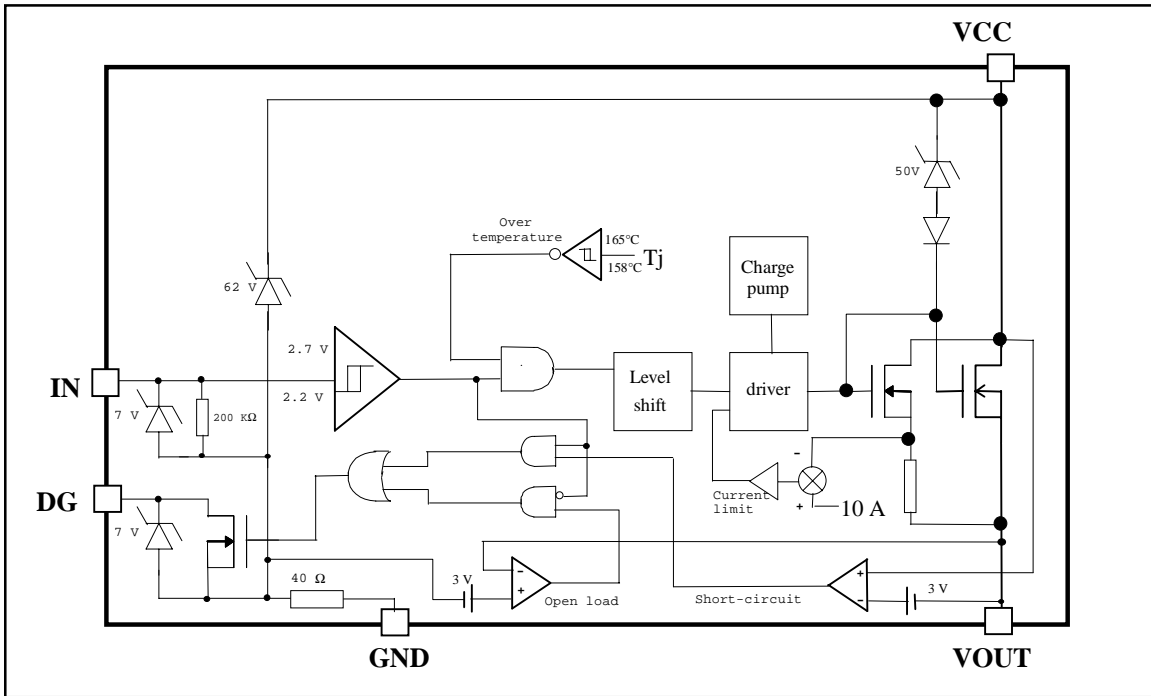 VCC
50V
Over
temperature
165°C
158°C
Tj
Charge
pump
62 V
2.7 V
2.2 V
IN
7 V
200 KΩ
Level
shift
driver
-
+
10 A
Current
limit
DG
7 V
40 Ω
3 V
-
+
Open load
Short-circuit
+
-
3 V
GND
VOUT